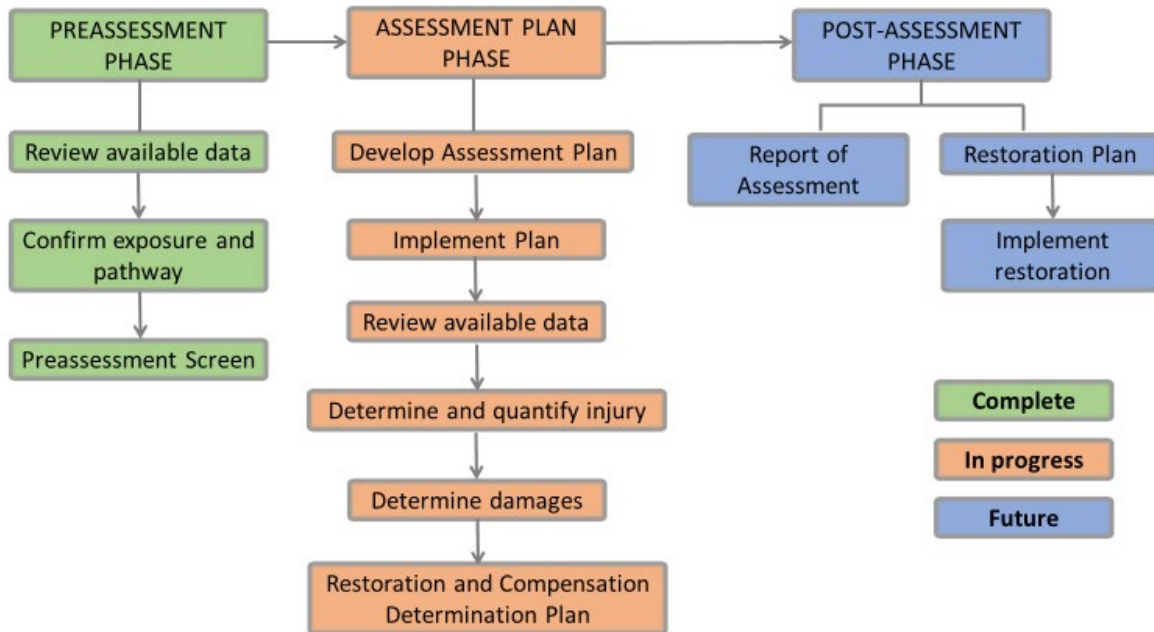 PREASSESSMENT
PHASE
Review available data
Confirm exposure and
pathway
Preassessment Screen
ASSESSMENT PLAN
PHASE
Develop Assessment Plan
Implement Plan
Review available data
Determine and quantify injury
Determine damages
Restoration and Compensation
Determination Plan
POST-ASSESSMENT
PHASE
Report of
Assessment
Restoration Plan
Implement
restoration
Complete
In progress
Future